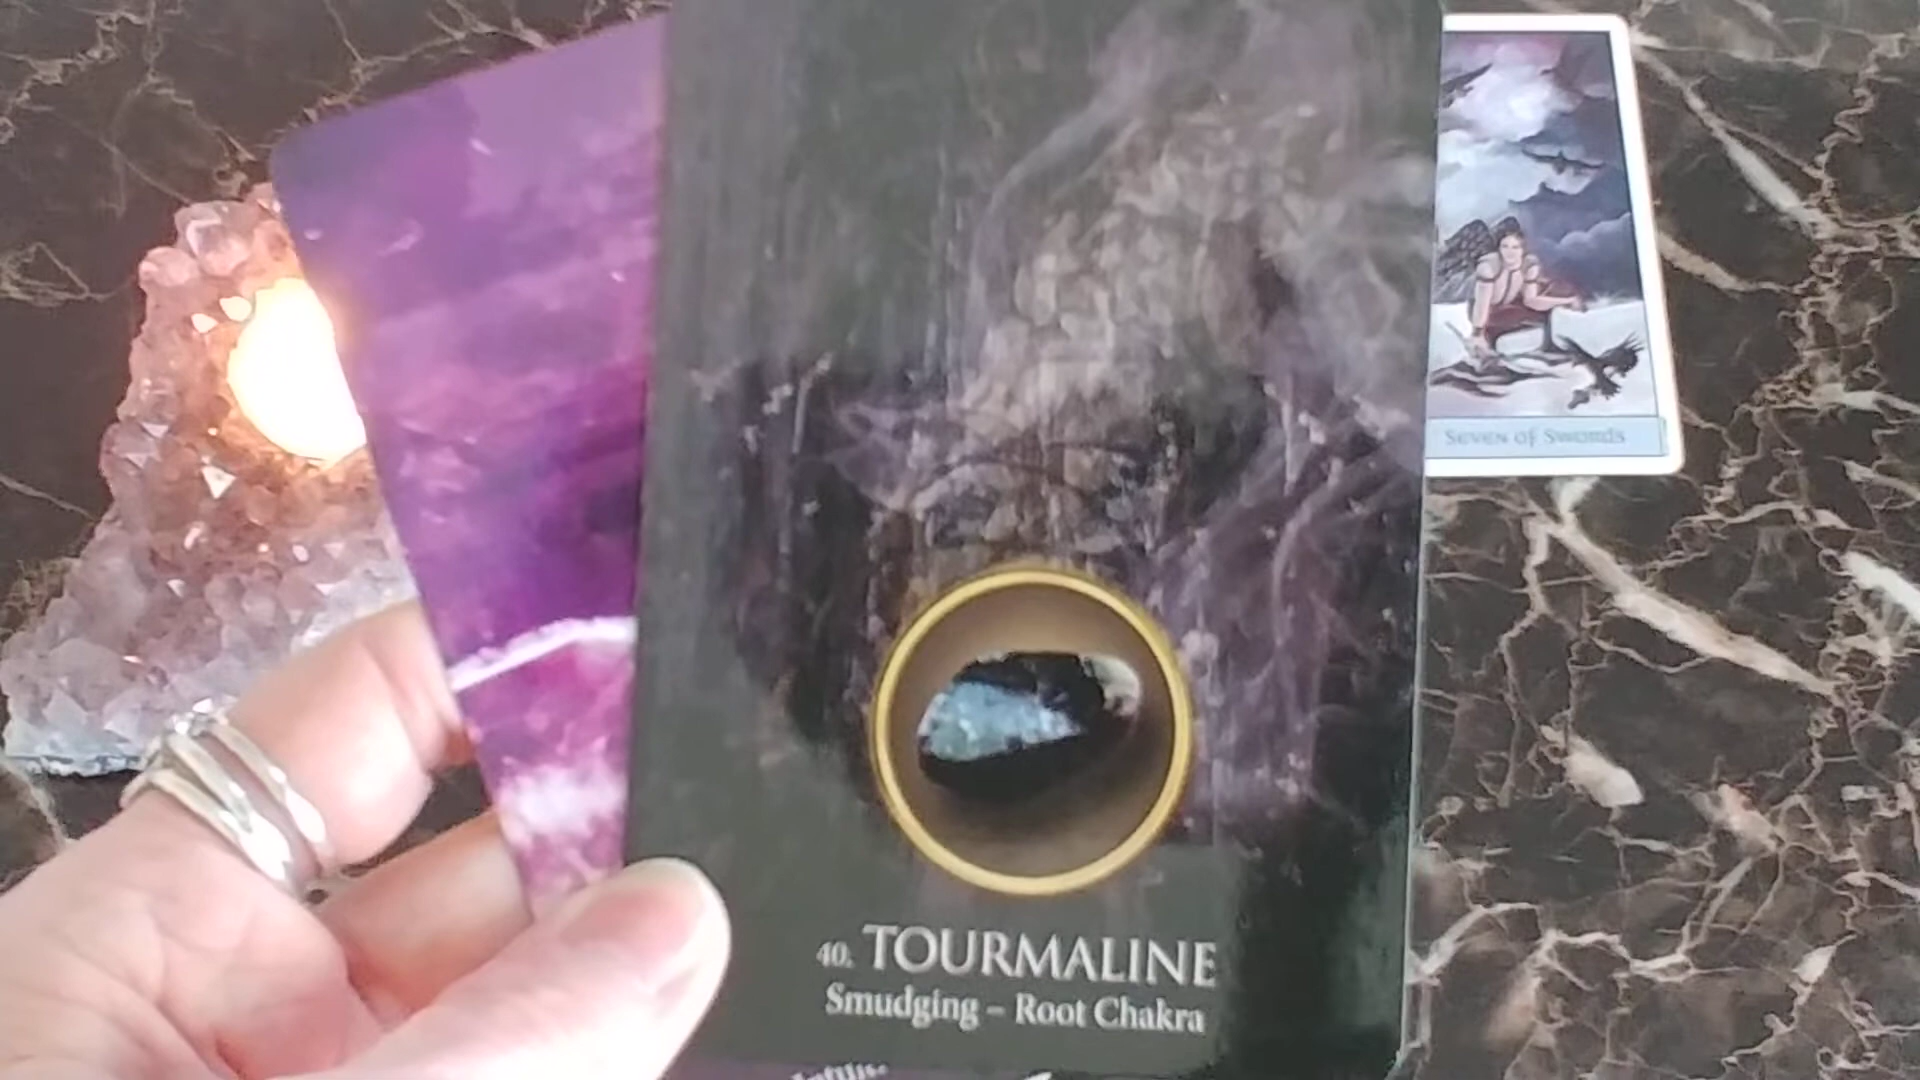 Seven of Swords
40. TOURMALINE
Smudging – Root Chakra